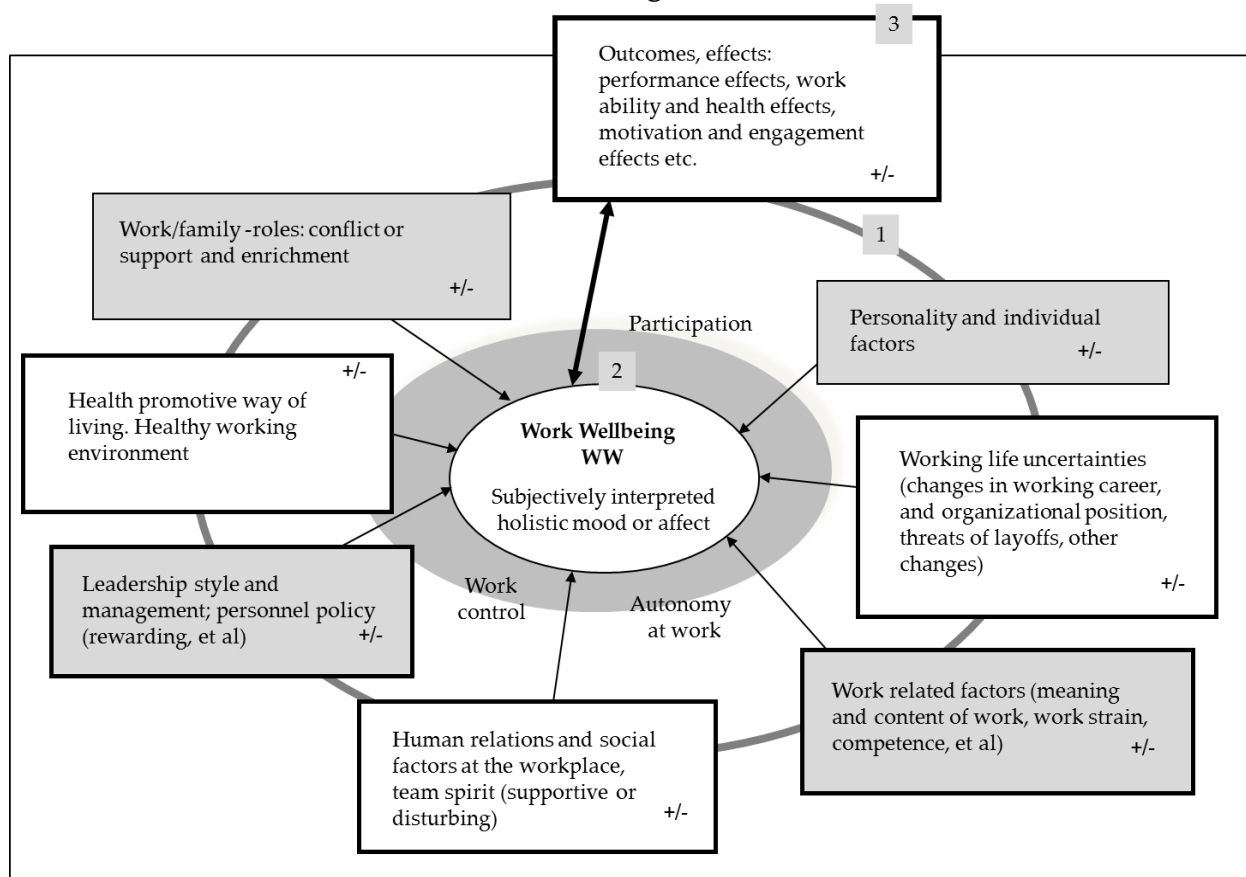 3
Outcomes, effects:
performance effects, work
ability and health effects,
motivation and engagement
effects etc.
+/-
1
Work/family -roles: conflict or
support and enrichment
+/-
Personality and individual
factors
+/-
Participation
+/-
Health promotive way of
living. Healthy working
environment
2
Work Wellbeing
WW
Subjectively interpreted
holistic mood or affect
Working life uncertainties
(changes in working career,
and organizational position,
threats of layoffs, other
changes)
+/-
Leadership style and
management; personnel policy
(rewarding, et al)
+/-
Work
control
Autonomy
at work
Work related factors (meaning
and content of work, work strain,
competence, et al)
+/-
Human relations and social
factors at the workplace,
team spirit (supportive or
disturbing)
+/-